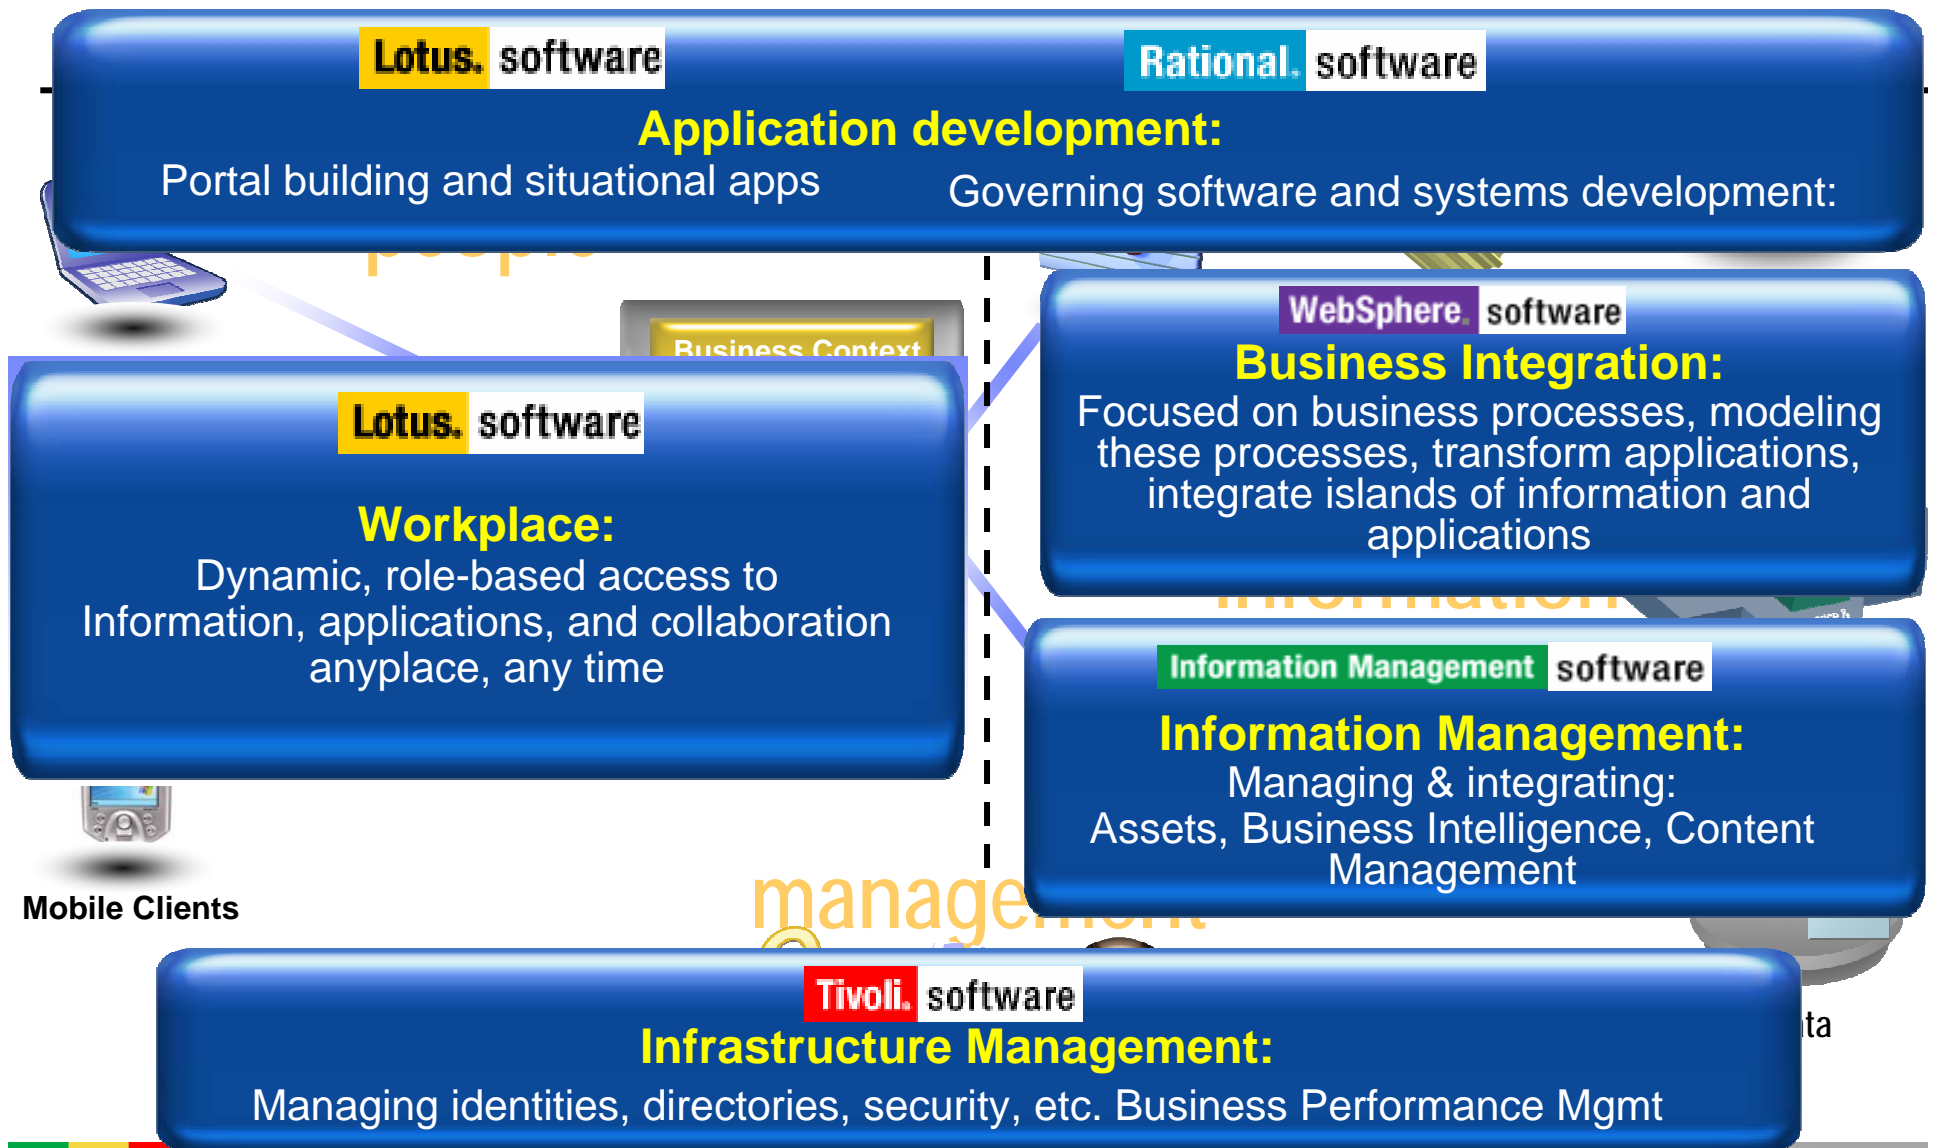 Lotus. software
Rational. software
Application development:
Portal building and situational apps
Governing software and systems development:
people
Business Context
WebSphere. software
Business Integration:
Focused on business processes, modeling
these processes, transform applications,
integrate islands of information and
applications
Lotus. software
Workplace:
Dynamic, role-based access to
Information, applications, and collaboration
anyplace, any time
information
Information Management software
Information Management:
Managing & integrating:
Assets, Business Intelligence, Content
Management
Mobile Clients
management
Tivoli. software
Infrastructure Management:
Managing identities, directories, security, etc. Business Performance Mgmt